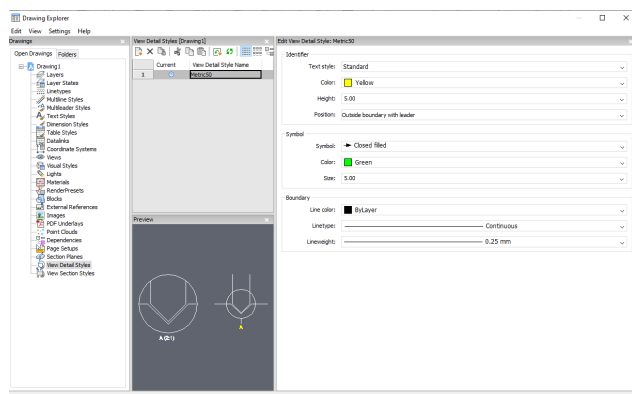 Drawing Explorer
Edit View Settings Help
Drawings
Open Drawings Folders
Drawing1
Layers
Layer States
Linetypes
Multiline Styles
Multileader Styles
Text Styles
Dimension Styles
Table Styles
Datalinks
Coordinate Systems
Views
Visual Styles
Lights
Materials
RenderPresets
Blocks
External References
Images
PDF Underlays
Point Clouds
Dependencies
Page Setups
Section Planes
View Detail Styles
View Section Styles
View Detail Styles [Drawing1]
Current View Detail Style Name
1 Metric50
Preview
A (2:1)
A
Edit View Detail Style: Metric50
Identifier
Text style: Standard
Color: Yellow
Height: 5.00
Position: Outside boundary with leader
Symbol
Symbol: Closed filled
Color: Green
Size: 5.00
Boundary
Line color: ByLayer
Linetype: Continuous
Lineweight: 0.25 mm